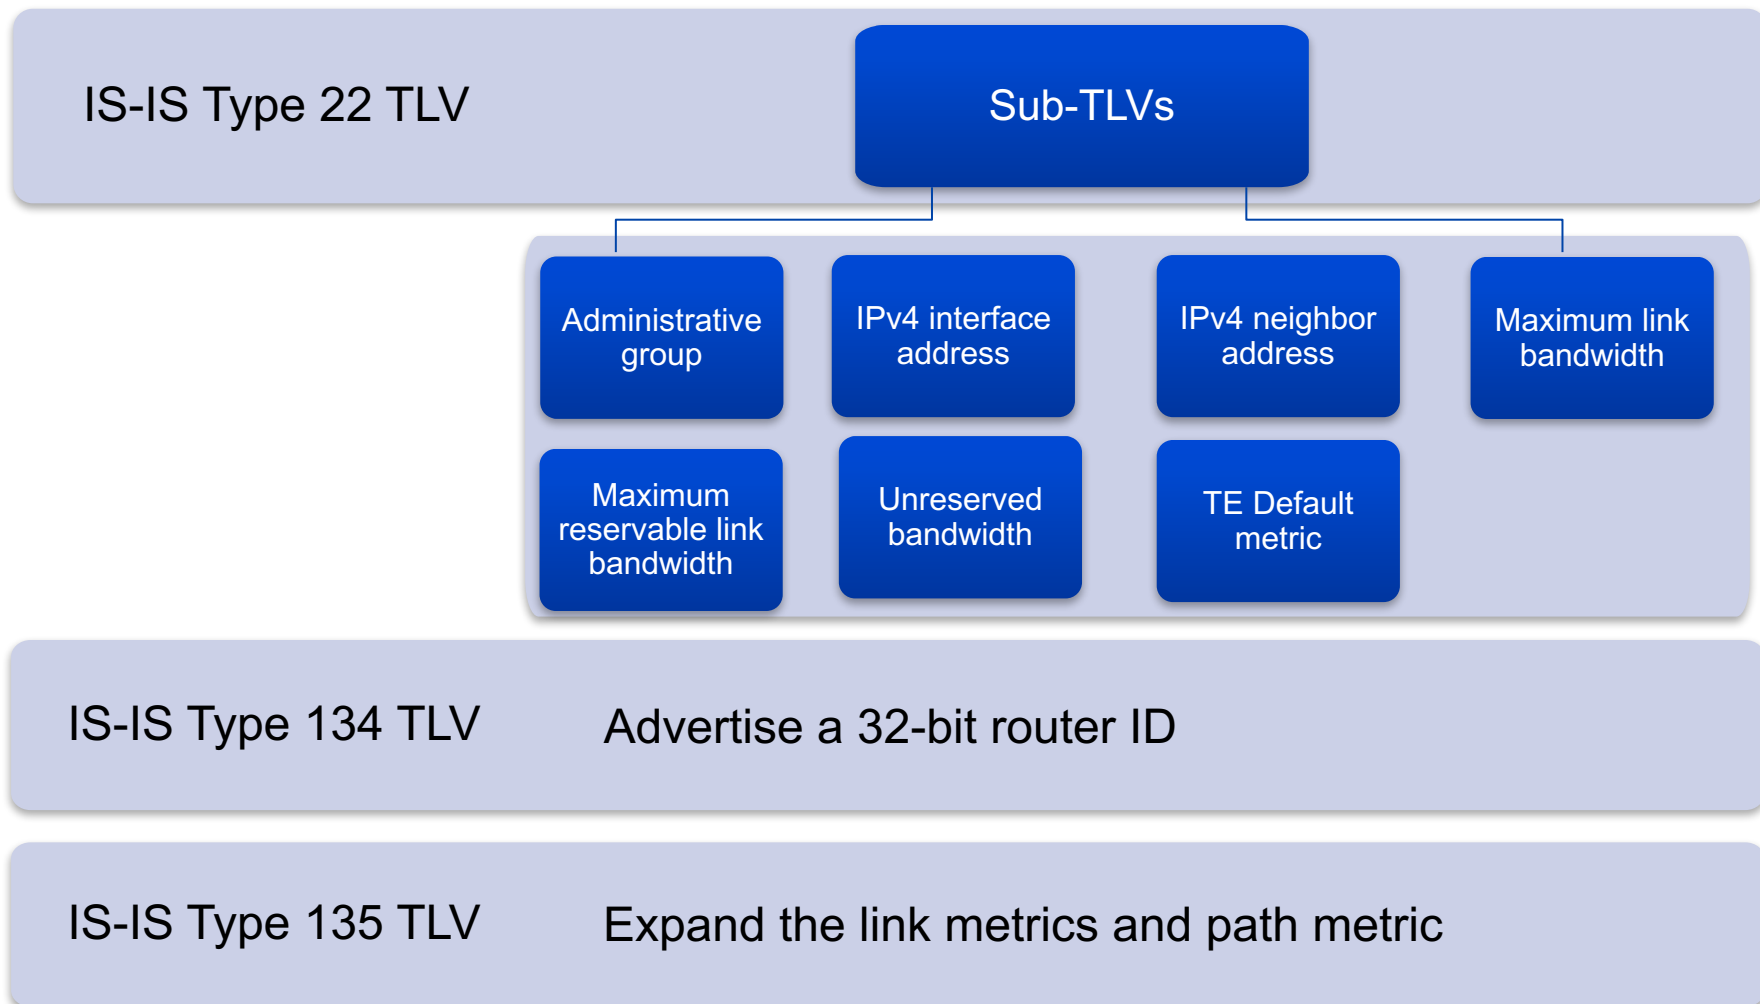 IS-IS Type 22 TLV
Sub-TLVs
Administrative
group
IPv4 interface
address
IPv4 neighbor
address
Maximum link
bandwidth
Maximum
reservable link
bandwidth
Unreserved
bandwidth
TE Default
metric
IS-IS Type 134 TLV
Advertise a 32-bit router ID
IS-IS Type 135 TLV
Expand the link metrics and path metric